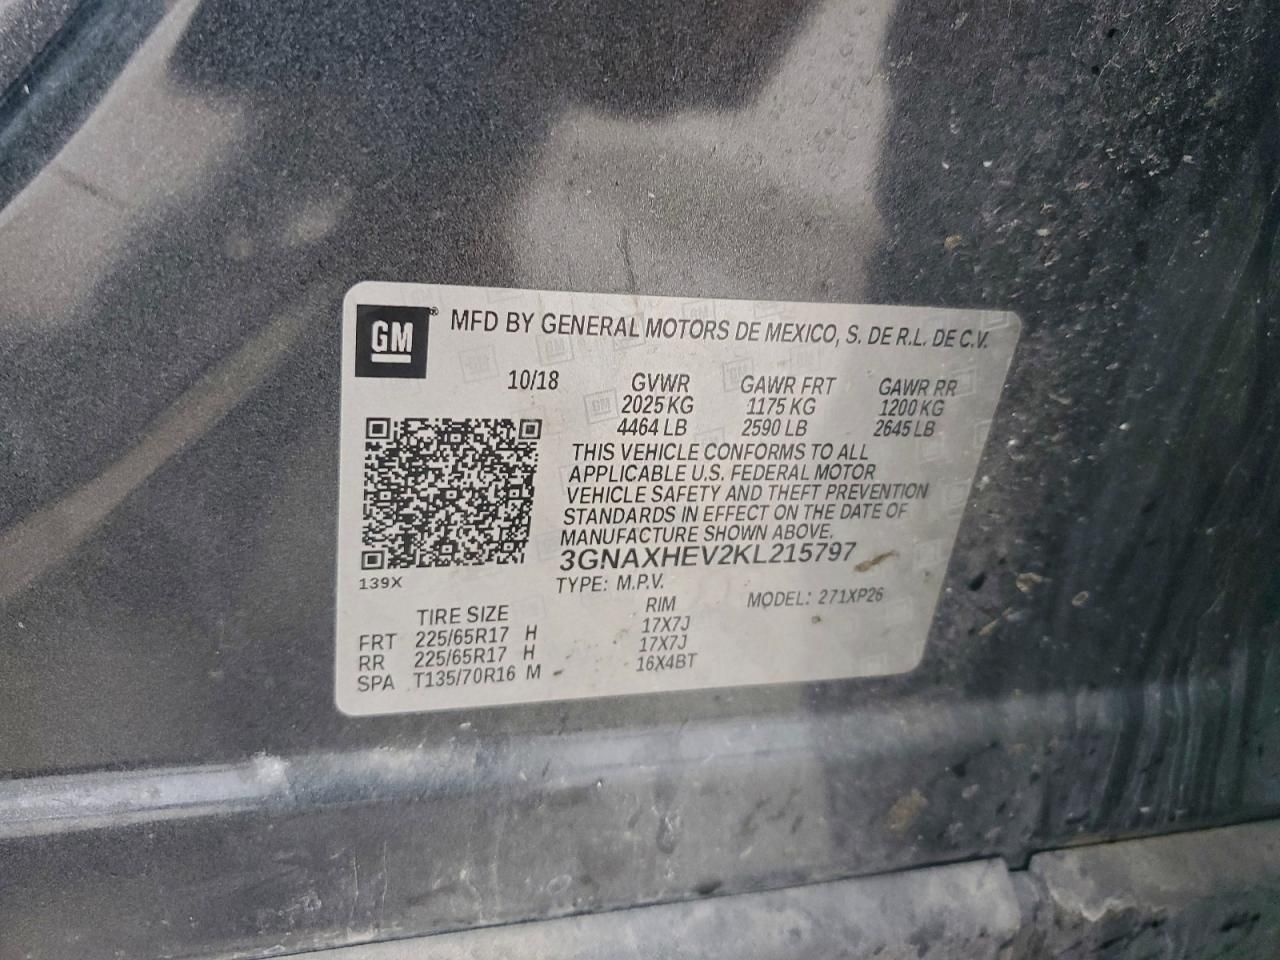 GM® MFD BY GENERAL MOTORS DE MEXICO, S. DE R.L. DE C.V.
10/18 GVWR GAWR FRT GAWR RR
2025 KG 1175 KG 1200 KG
4464 LB 2590 LB 2645 LB
THIS VEHICLE CONFORMS TO ALL
APPLICABLE U.S. FEDERAL MOTOR
VEHICLE SAFETY AND THEFT PREVENTION
STANDARDS IN EFFECT ON THE DATE OF
MANUFACTURE SHOWN ABOVE.
3GNAXHEV2KL215797
139X
TYPE: M.P.V. MODEL: 271XP26
TIRE SIZE RIM
FRT 225/65R17 H 17X7J
RR 225/65R17 H 17X7J
SPA T135/70R16 M 16X4BT